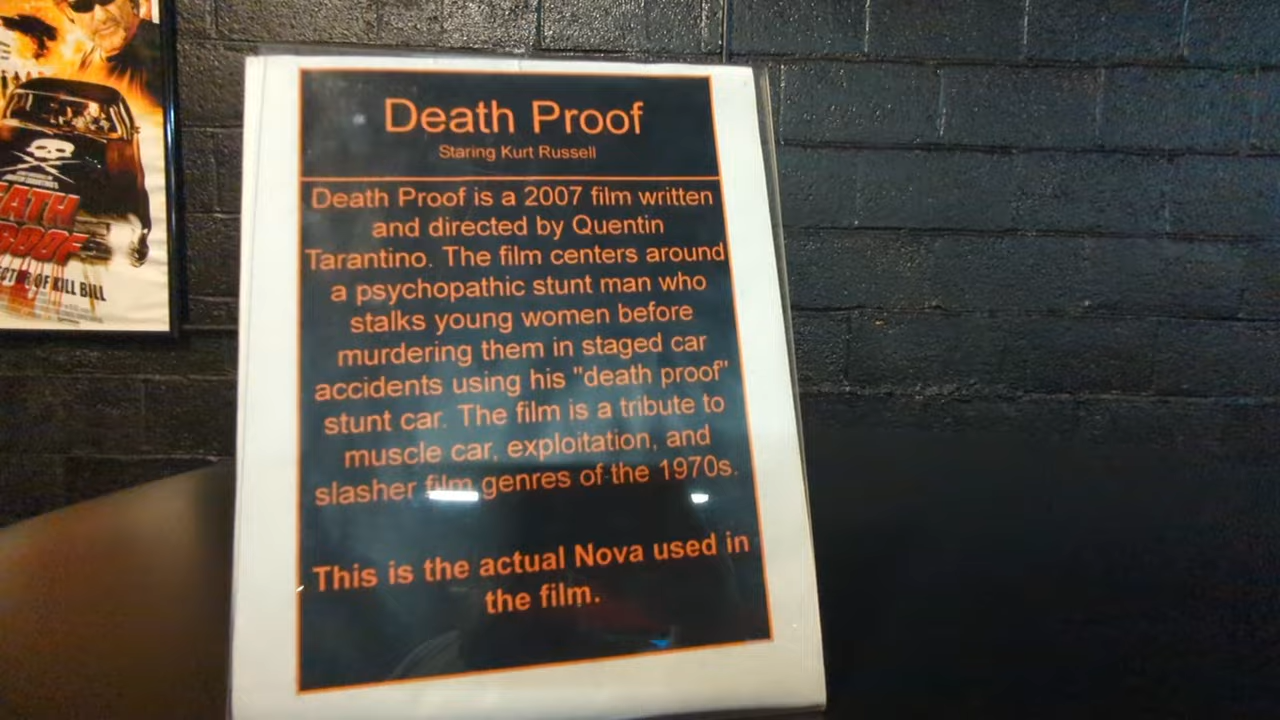 ATH
OF KILL BILL
Death Proof
Staring Kurt Russell
Death Proof is a 2007 film written
and directed by Quentin
Tarantino. The film centers around
a psychopathic stunt man who
stalks young women before
murdering them in staged car
accidents using his "death proof"
stunt car. The film is a tribute to
muscle car, exploitation, and
slasher film genres of the 1970s.
This is the actual Nova used in
the film.